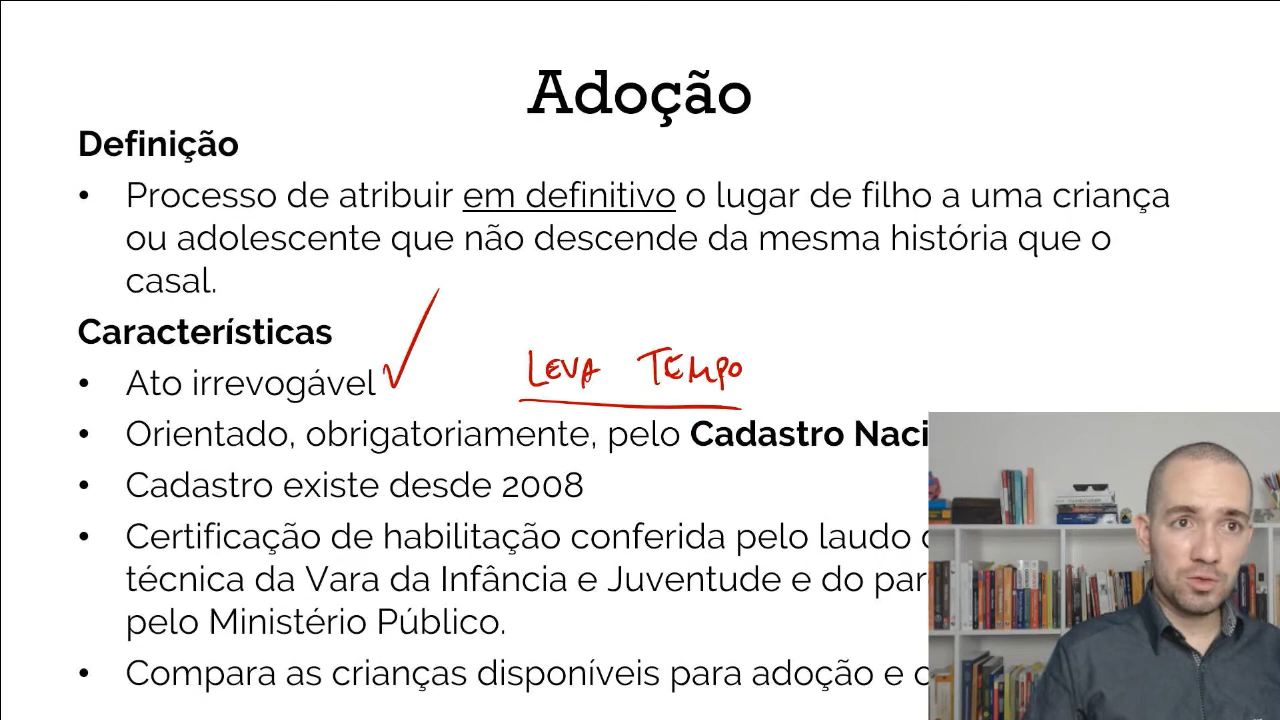 Adoção
Definição
• Processo de atribuir em definitivo o lugar de filho a uma criança
ou adolescente que não descende da mesma história que o
casal.
Características
• Ato irrevogável
LEVA TEMPO
• Orientado, obrigatoriamente, pelo Cadastro Naci
• Cadastro existe desde 2008
• Certificação de habilitação conferida pelo laudo
técnica da Vara da Infância e Juventude e do par
pelo Ministério Público.
• Compara as crianças disponíveis para adoção e